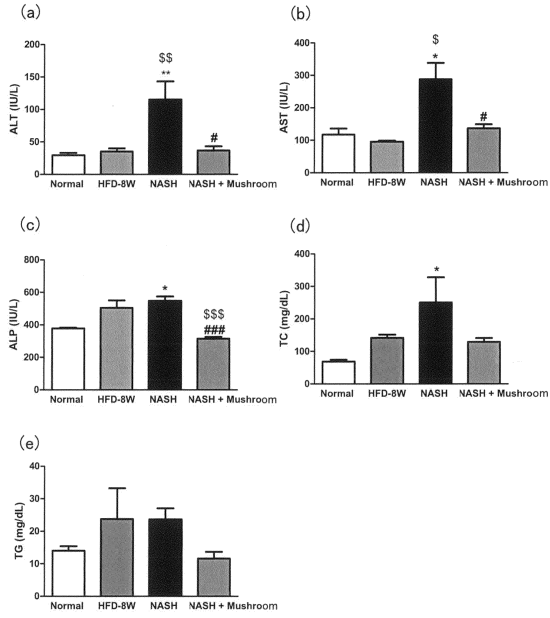 (a)
ALT (IU/L)
200
150
100
50
0
$$
**
#
Normal HFD-8W NASH NASH + Mushroom
(b)
AST (IU/L)
400
300
200
100
0
$
*
#
Normal HFD-8W NASH NASH + Mushroom
(c)
ALP (IU/L)
800
600
400
200
0
*
$$$
###
Normal HFD-8W NASH NASH + Mushroom
(d)
TC (mg/dL)
400
300
200
100
0
*
Normal HFD-8W NASH NASH + Mushroom
(e)
TG (mg/dL)
40
30
20
10
0
Normal HFD-8W NASH NASH + Mushroom